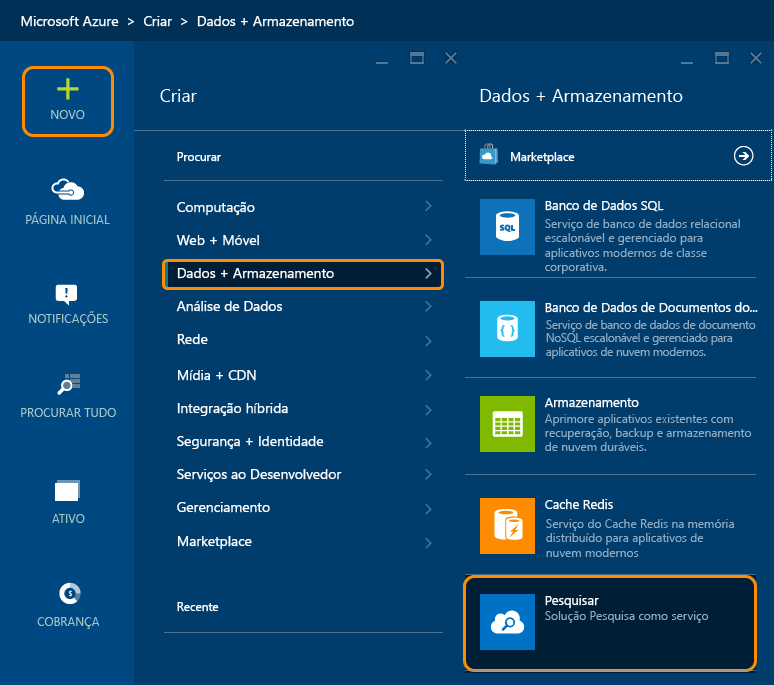 Microsoft Azure > Criar > Dados + Armazenamento
NOVO
PÁGINA INICIAL
NOTIFICAÇÕES
PROCURAR TUDO
ATIVO
COBRANÇA
Criar
Procurar
Computação
Web + Móvel
Dados + Armazenamento
Análise de Dados
Rede
Mídia + CDN
Integração híbrida
Segurança + Identidade
Serviços ao Desenvolvedor
Gerenciamento
Marketplace
Recente
Dados + Armazenamento
Marketplace
SQL
Banco de Dados SQL
Serviço de banco de dados relacional
escalonável e gerenciado para
aplicativos modernos de classe
corporativa.
Banco de Dados de Documentos do...
Serviço de banco de dados de documento
NoSQL escalonável e gerenciado para
aplicativos de nuvem modernos.
Armazenamento
Aprimore aplicativos existentes com
recuperação, backup e armazenamento
de nuvem duráveis.
Cache Redis
Serviço do Cache Redis na memória
distribuído para aplicativos de
nuvem modernos
Pesquisar
Solução Pesquisa como serviço